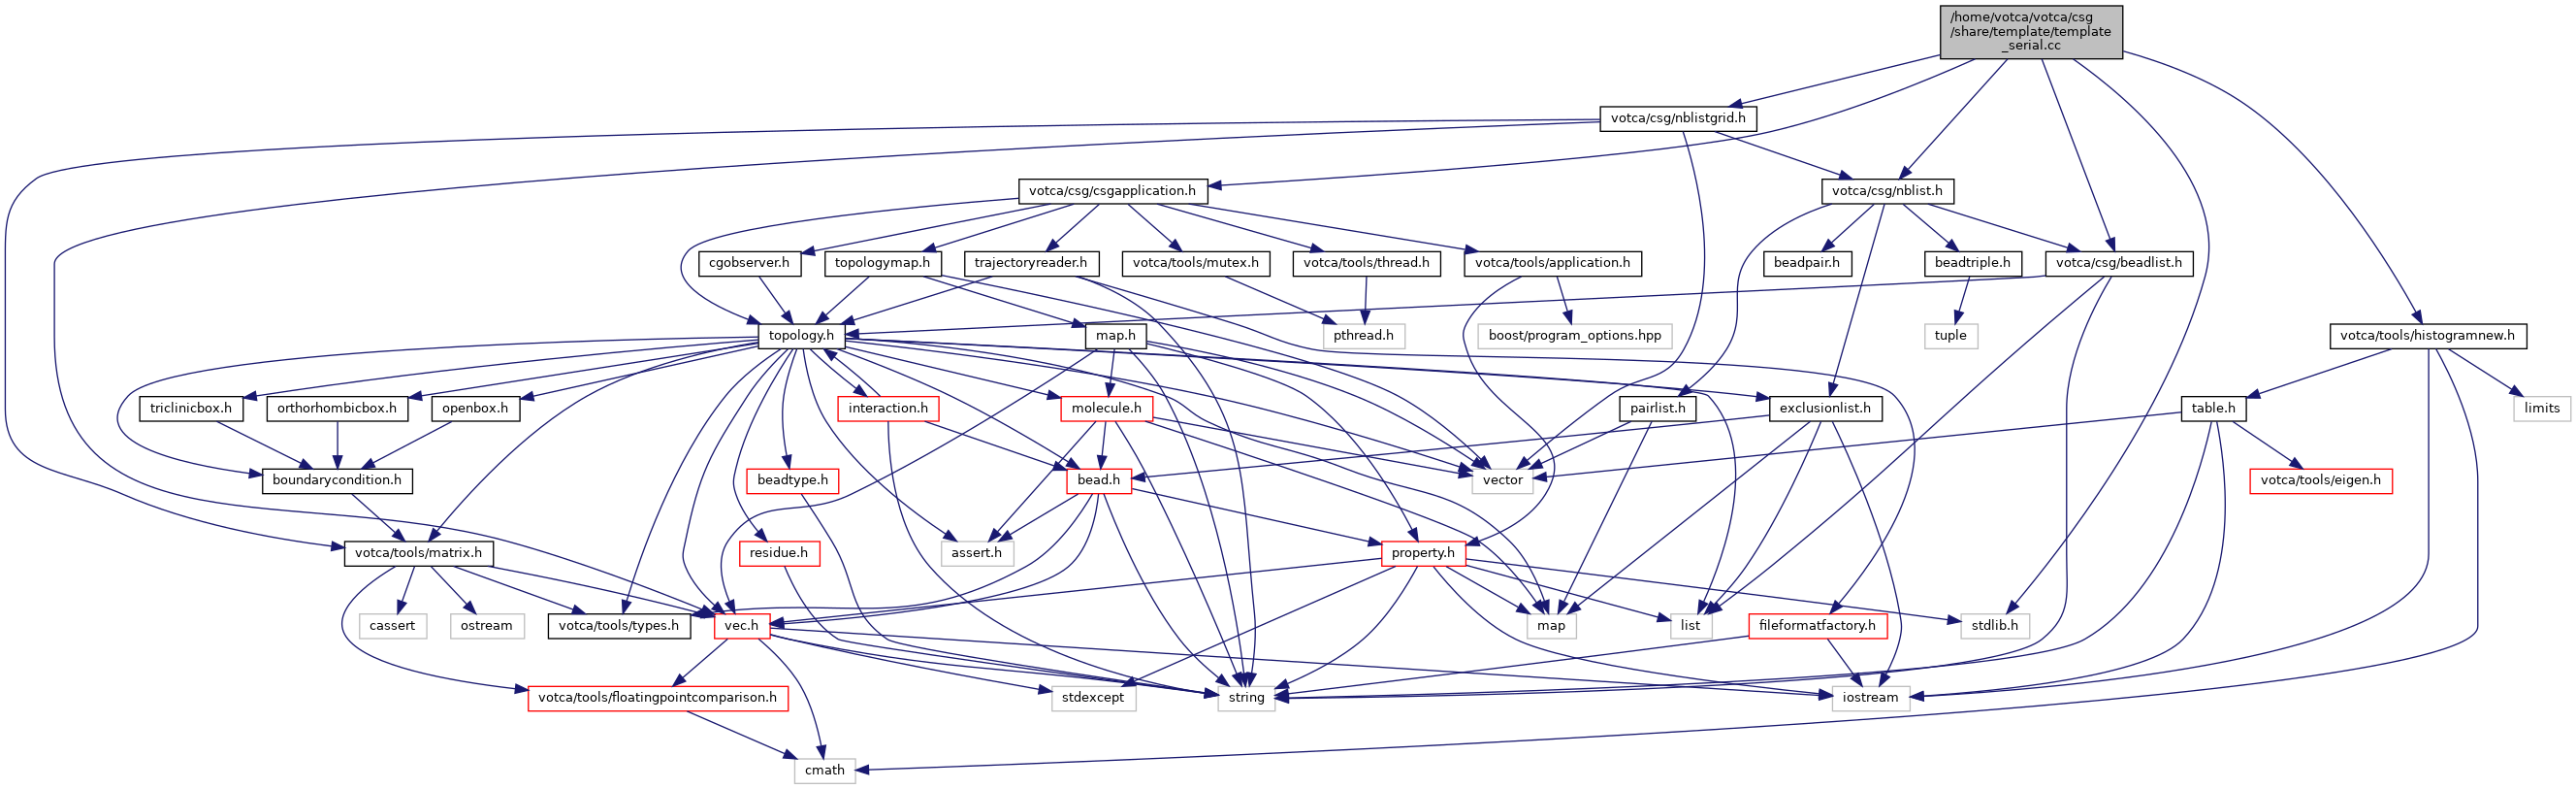 /home/votca/votca/csg
/share/template/template
_serial.cc
votca/csg/nblistgrid.h
votca/csg/csgapplication.h
votca/csg/nblist.h
cgobserver.h
topologymap.h
trajectoryreader.h
votca/tools/mutex.h
votca/tools/thread.h
votca/tools/application.h
beadpair.h
beadtriple.h
votca/csg/beadlist.h
topology.h
map.h
pthread.h
boost/program_options.hpp
tuple
votca/tools/histogramnew.h
triclinicbox.h
orthorhombicbox.h
openbox.h
interaction.h
molecule.h
pairlist.h
exclusionlist.h
table.h
limits
boundarycondition.h
beadtype.h
bead.h
vector
votca/tools/eigen.h
votca/tools/matrix.h
residue.h
assert.h
property.h
cassert
ostream
votca/tools/types.h
vec.h
map
list
fileformatfactory.h
stdlib.h
votca/tools/floatingpointcomparison.h
stdexcept
string
iostream
cmath